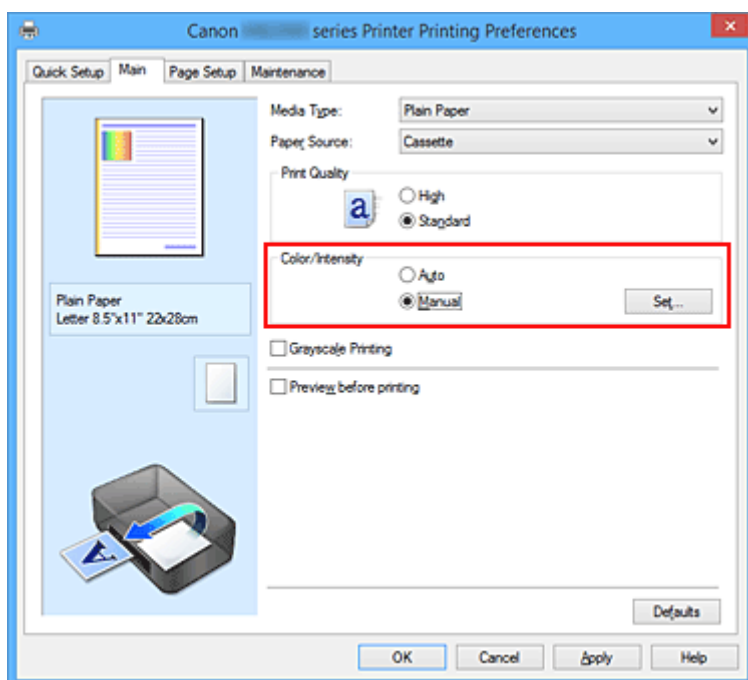 Canon series Printer Printing Preferences
Quick Setup Main Page Setup Maintenance
Media Type: Plain Paper
Paper Source: Cassette
Print Quality
a
High
Standard
Color/Intensity
Auto
Manual Set...
Plain Paper
Letter 8.5"x11" 22x28cm
Grayscale Printing
Preview before printing
A
Defaults
OK Cancel Apply Help